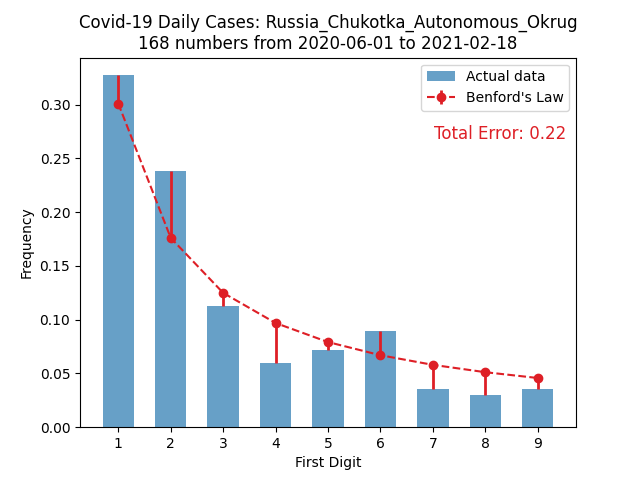 Covid-19 Daily Cases: Russia_Chukotka_Autonomous_Okrug
168 numbers from 2020-06-01 to 2021-02-18
Actual data
Benford's Law
Total Error: 0.22
Frequency
0.30
0.25
0.20
0.15
0.10
0.05
0.00
1 2 3 4 5 6 7 8 9
First Digit